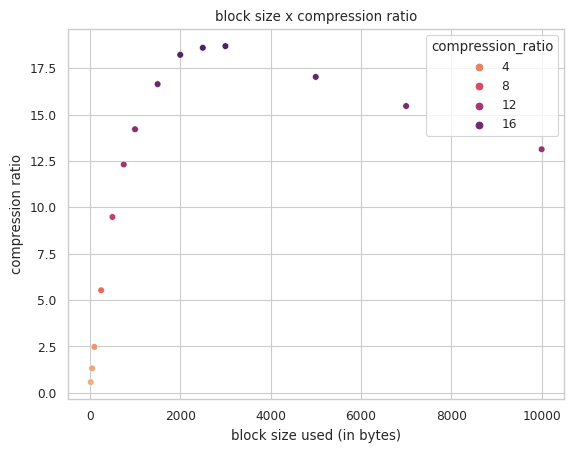 block size x compression ratio
compression_ratio
4
8
12
16
17.5
15.0
12.5
10.0
7.5
5.0
2.5
0.0
compression ratio
0 2000 4000 6000 8000 10000
block size used (in bytes)